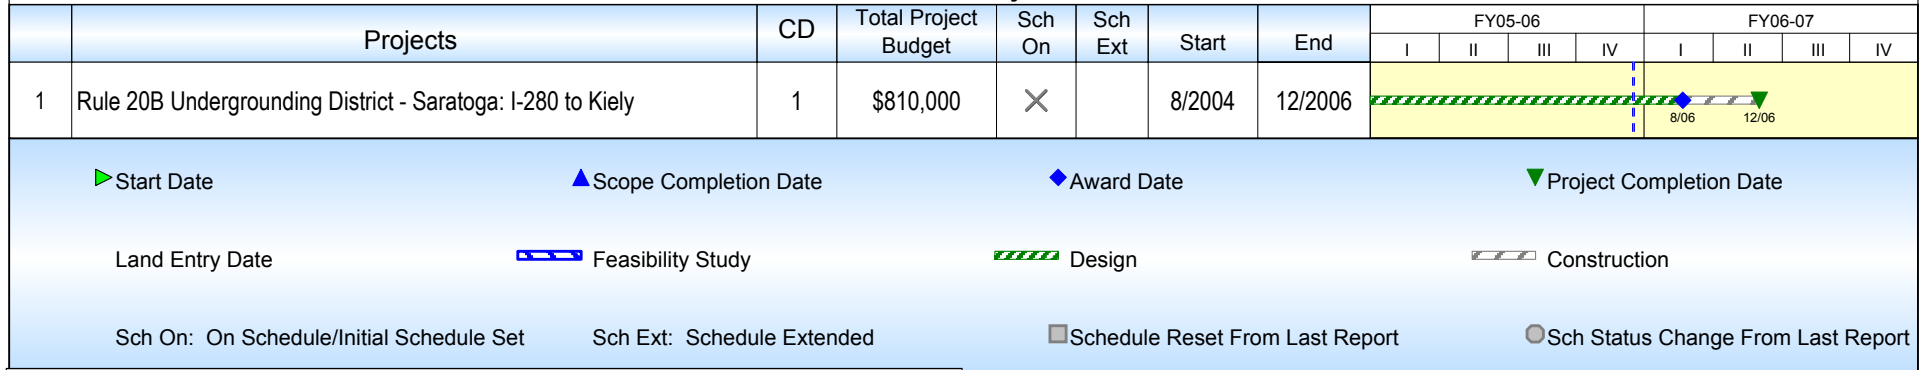 Projects CD Total Project Budget Sch On Sch Ext Start End FY05-06 FY06-07
I II III IV I II III IV
1 Rule 20B Undergrounding District - Saratoga: I-280 to Kiely 1 $810,000 8/2004 12/2006
8/06 12/06
Start Date Scope Completion Date Award Date Project Completion Date
Land Entry Date Feasibility Study Design Construction
Sch On: On Schedule/Initial Schedule Set Sch Ext: Schedule Extended Schedule Reset From Last Report Sch Status Change From Last Report